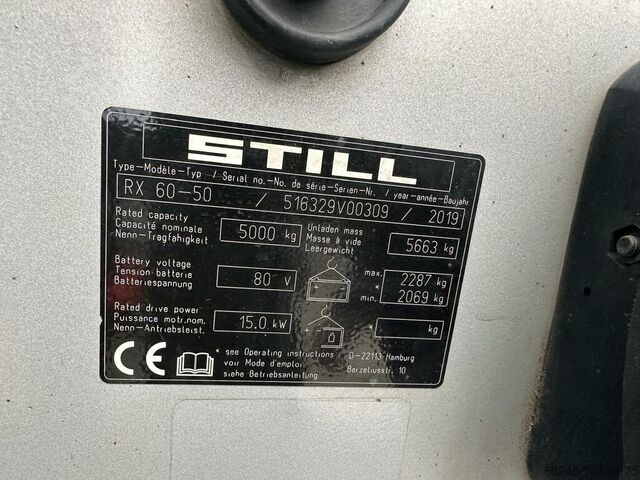 STILL
Type-Modèle-Typ / Serial no.-No. de série-Serien-Nr. / year-année-Baujahr
RX 60-50 / 516329V00309 / 2019
Rated capacity
Capacité nominale
Nenn-Tragfähigkeit
5000 kg
Unladen mass
Masse à vide
Leergewicht
5663 kg
Battery voltage
Tension batterie
Batteriespannung
80 V
max. 2287 kg
min. 2069 kg
Rated drive power
Puissance motr.nom.
Nenn-Antriebsleist.
15.0 kW
kg
CE
see Operating instructions
voir Mode d'emploi
siehe Betriebsanleitung
D-22113 Hamburg
Berzeliusstr. 10